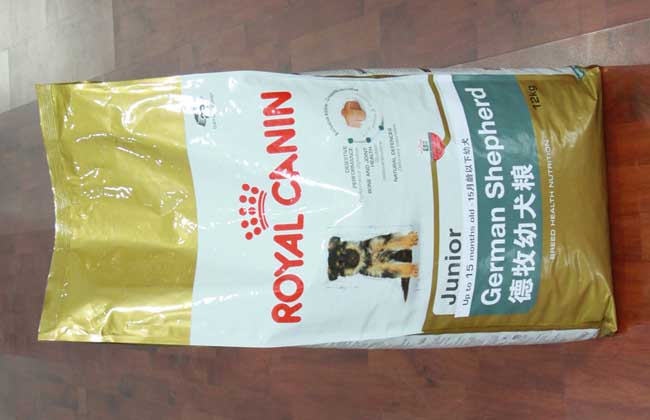 ROYAL CANIN
DIGESTIVE
PERFORMANCE
BONE AND JOINT
HEALTH
NATURAL DEFENCES
Junior
Up to 15 months old - 15月龄以下幼犬
German Shepherd
德牧幼犬粮
12kg
BREED HEALTH NUTRITION